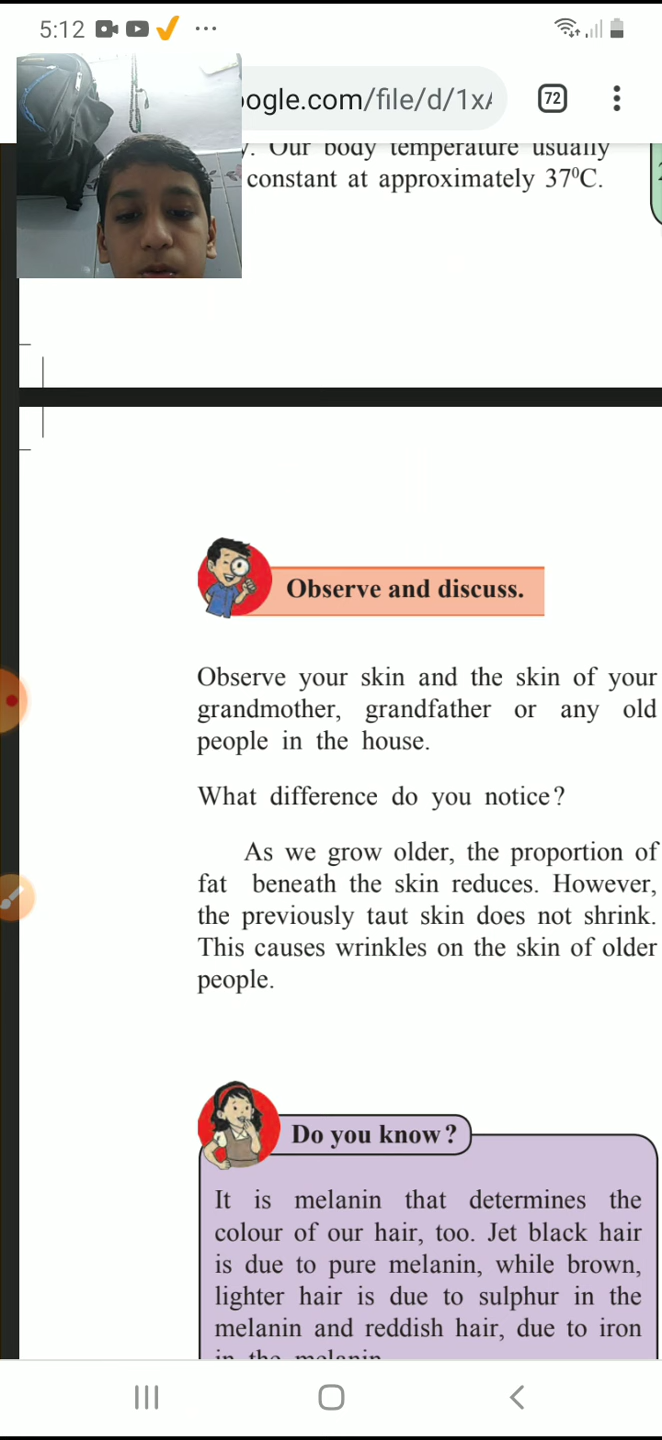 5:12
oogle.com/file/d/1x
72
y. Our body temperature usually
constant at approximately 37⁰C.
Observe and discuss.
Observe your skin and the skin of your
grandmother, grandfather or any old
people in the house.
What difference do you notice?
As we grow older, the proportion of
fat beneath the skin reduces. However,
the previously taut skin does not shrink.
This causes wrinkles on the skin of older
people.
Do you know?
It is melanin that determines the
colour of our hair, too. Jet black hair
is due to pure melanin, while brown,
lighter hair is due to sulphur in the
melanin and reddish hair, due to iron
in the melanin